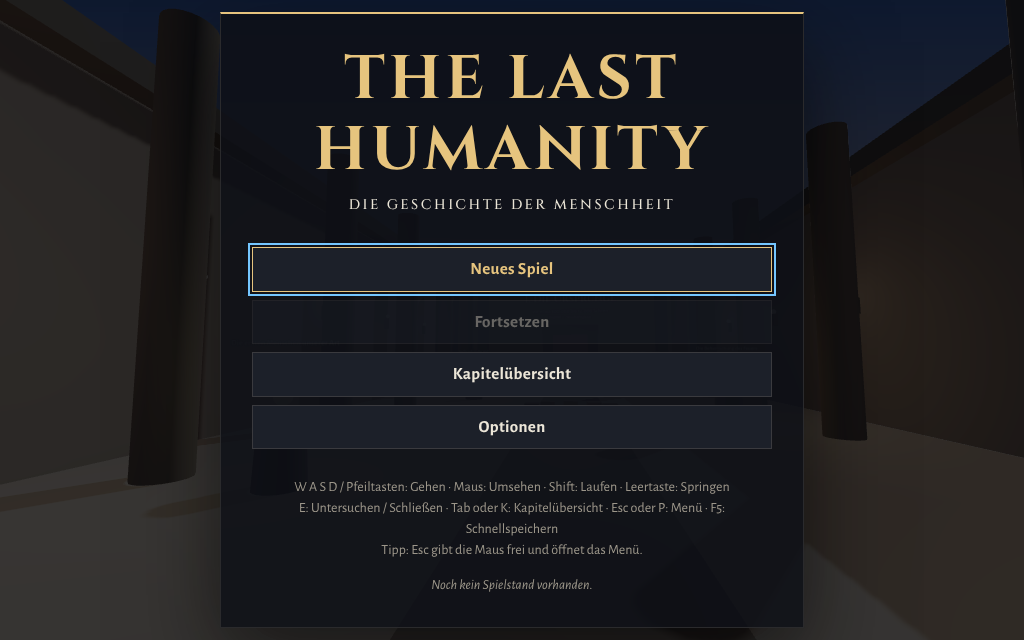 THE LAST
HUMANITY
DIE GESCHICHTE DER MENSCHHEIT
Neues Spiel
Fortsetzen
Kapitelübersicht
Optionen
W A S D / Pfeiltasten: Gehen · Maus: Umsehen · Shift: Laufen · Leertaste: Springen
E: Untersuchen / Schließen · Tab oder K: Kapitelübersicht · Esc oder P: Menü · F5:
Schnellspeichern
Tipp: Esc gibt die Maus frei und öffnet das Menü.
Noch kein Spielstand vorhanden.